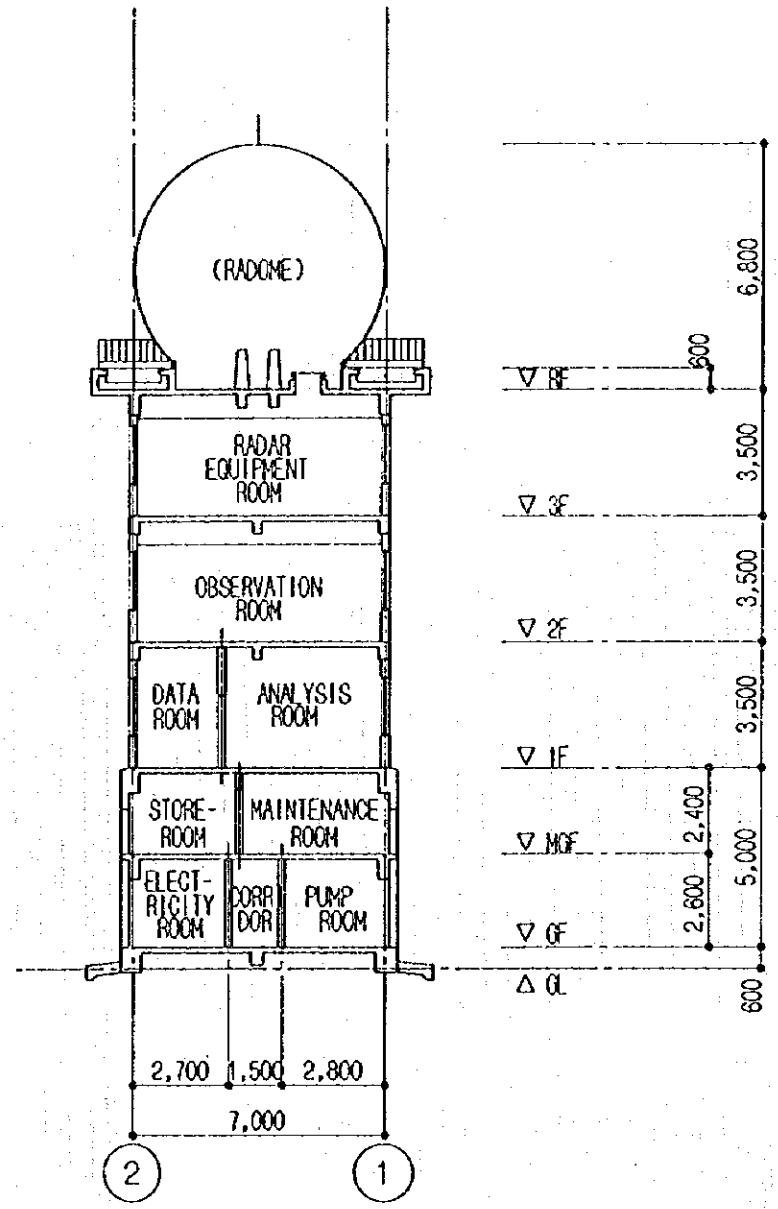 (RADOME)
6,800
600
▽ RF
RADAR
EQUIPMENT
ROOM
3,500
▽ 3F
OBSERVATION
ROOM
3,500
▽ 2F
DATA
ROOM
ANALYSIS
ROOM
3,500
▽ 1F
STORE-
ROOM
MAINTENANCE
ROOM
2,400
▽ MGF
5,000
ELECT-
RICITY
ROOM
CORRI
DOR
PUMP
ROOM
2,600
▽ GF
△ GL
600
2,700 1,500 2,800
7,000
2 1